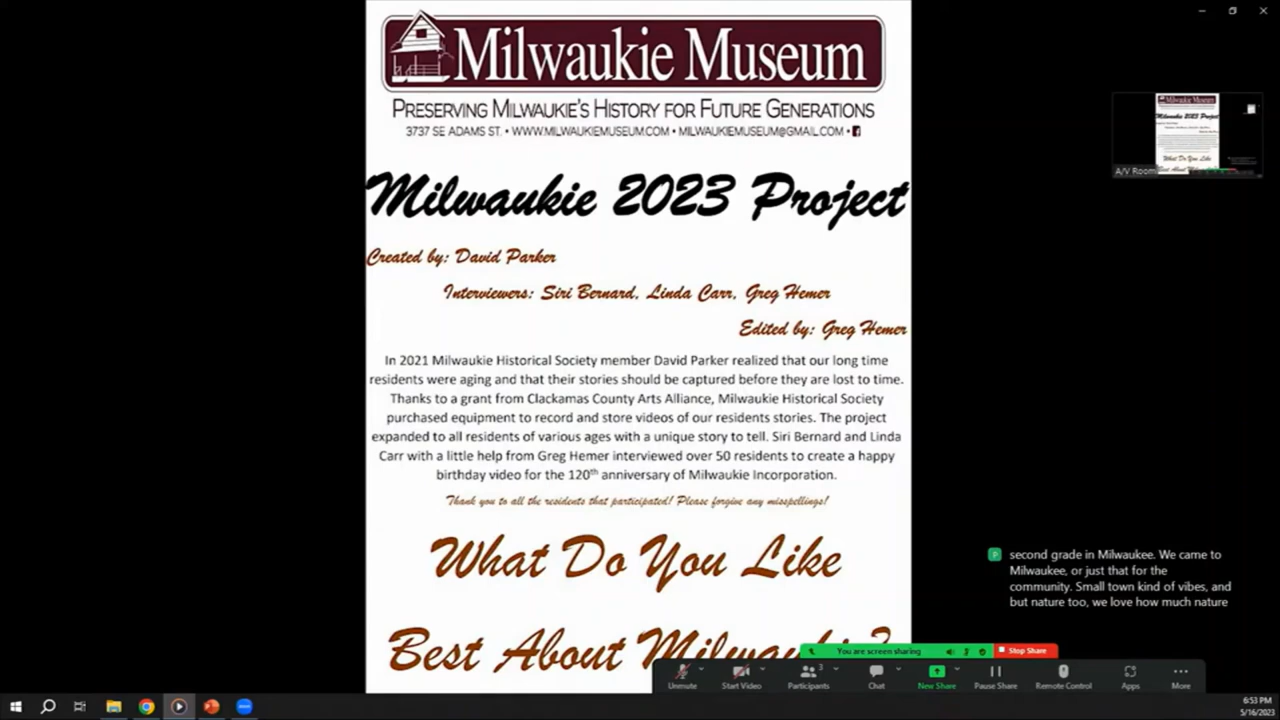 Milwaukie Museum
PRESERVING MILWAUKIE'S HISTORY FOR FUTURE GENERATIONS
3737 SE ADAMS ST. • WWW.MILWAUKIEMUSEUM.COM • MILWAUKIEMUSEUM@GMAIL.COM •
Milwaukie 2023 Project
Created by: David Parker
Interviewers: Siri Bernard, Linda Carr, Greg Hemer
Edited by: Greg Hemer
In 2021 Milwaukie Historical Society member David Parker realized that our long time
residents were aging and that their stories should be captured before they are lost to time.
Thanks to a grant from Clackamas County Arts Alliance, Milwaukie Historical Society
purchased equipment to record and store videos of our residents stories. The project
expanded to all residents of various ages with a unique story to tell. Siri Bernard and Linda
Carr with a little help from Greg Hemer interviewed over 50 residents to create a happy
birthday video for the 120th anniversary of Milwaukie Incorporation.
Thank you to all the residents that participated! Please forgive any misspellings!
What Do You Like
Best About Milwaukie?
A/V Room
P second grade in Milwaukee. We came to
Milwaukee, or just that for the
community. Small town kind of vibes, and
but nature too, we love how much nature
You are screen sharing Stop Share
Unmute Start Video Participants 3 Chat New Share Pause Share Remote Control Apps More
6:53 PM
5/16/2023